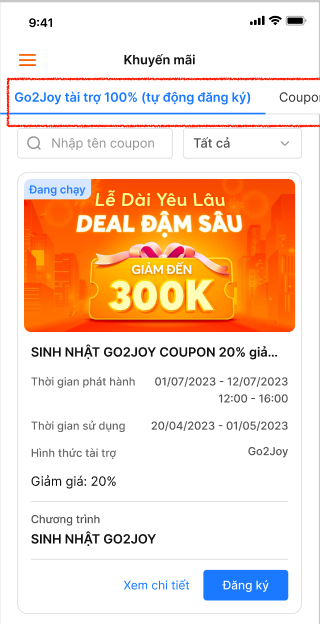 9:41
Khuyến mãi
Go2Joy tài trợ 100% (tự động đăng ký)
Coupo
Nhập tên coupon
Tất cả
Đang chạy
Lễ Dài Yêu Lâu
DEAL ĐẬM SÂU
GIẢM ĐẾN
300K
SINH NHẬT GO2JOY COUPON 20% giả...
Thời gian phát hành 01/07/2023 - 12/07/2023
12:00 - 16:00
Thời gian sử dụng 20/04/2023 - 01/05/2023
Hình thức tài trợ Go2Joy
Giảm giá: 20%
Chương trình
SINH NHẬT GO2JOY
Xem chi tiết
Đăng ký